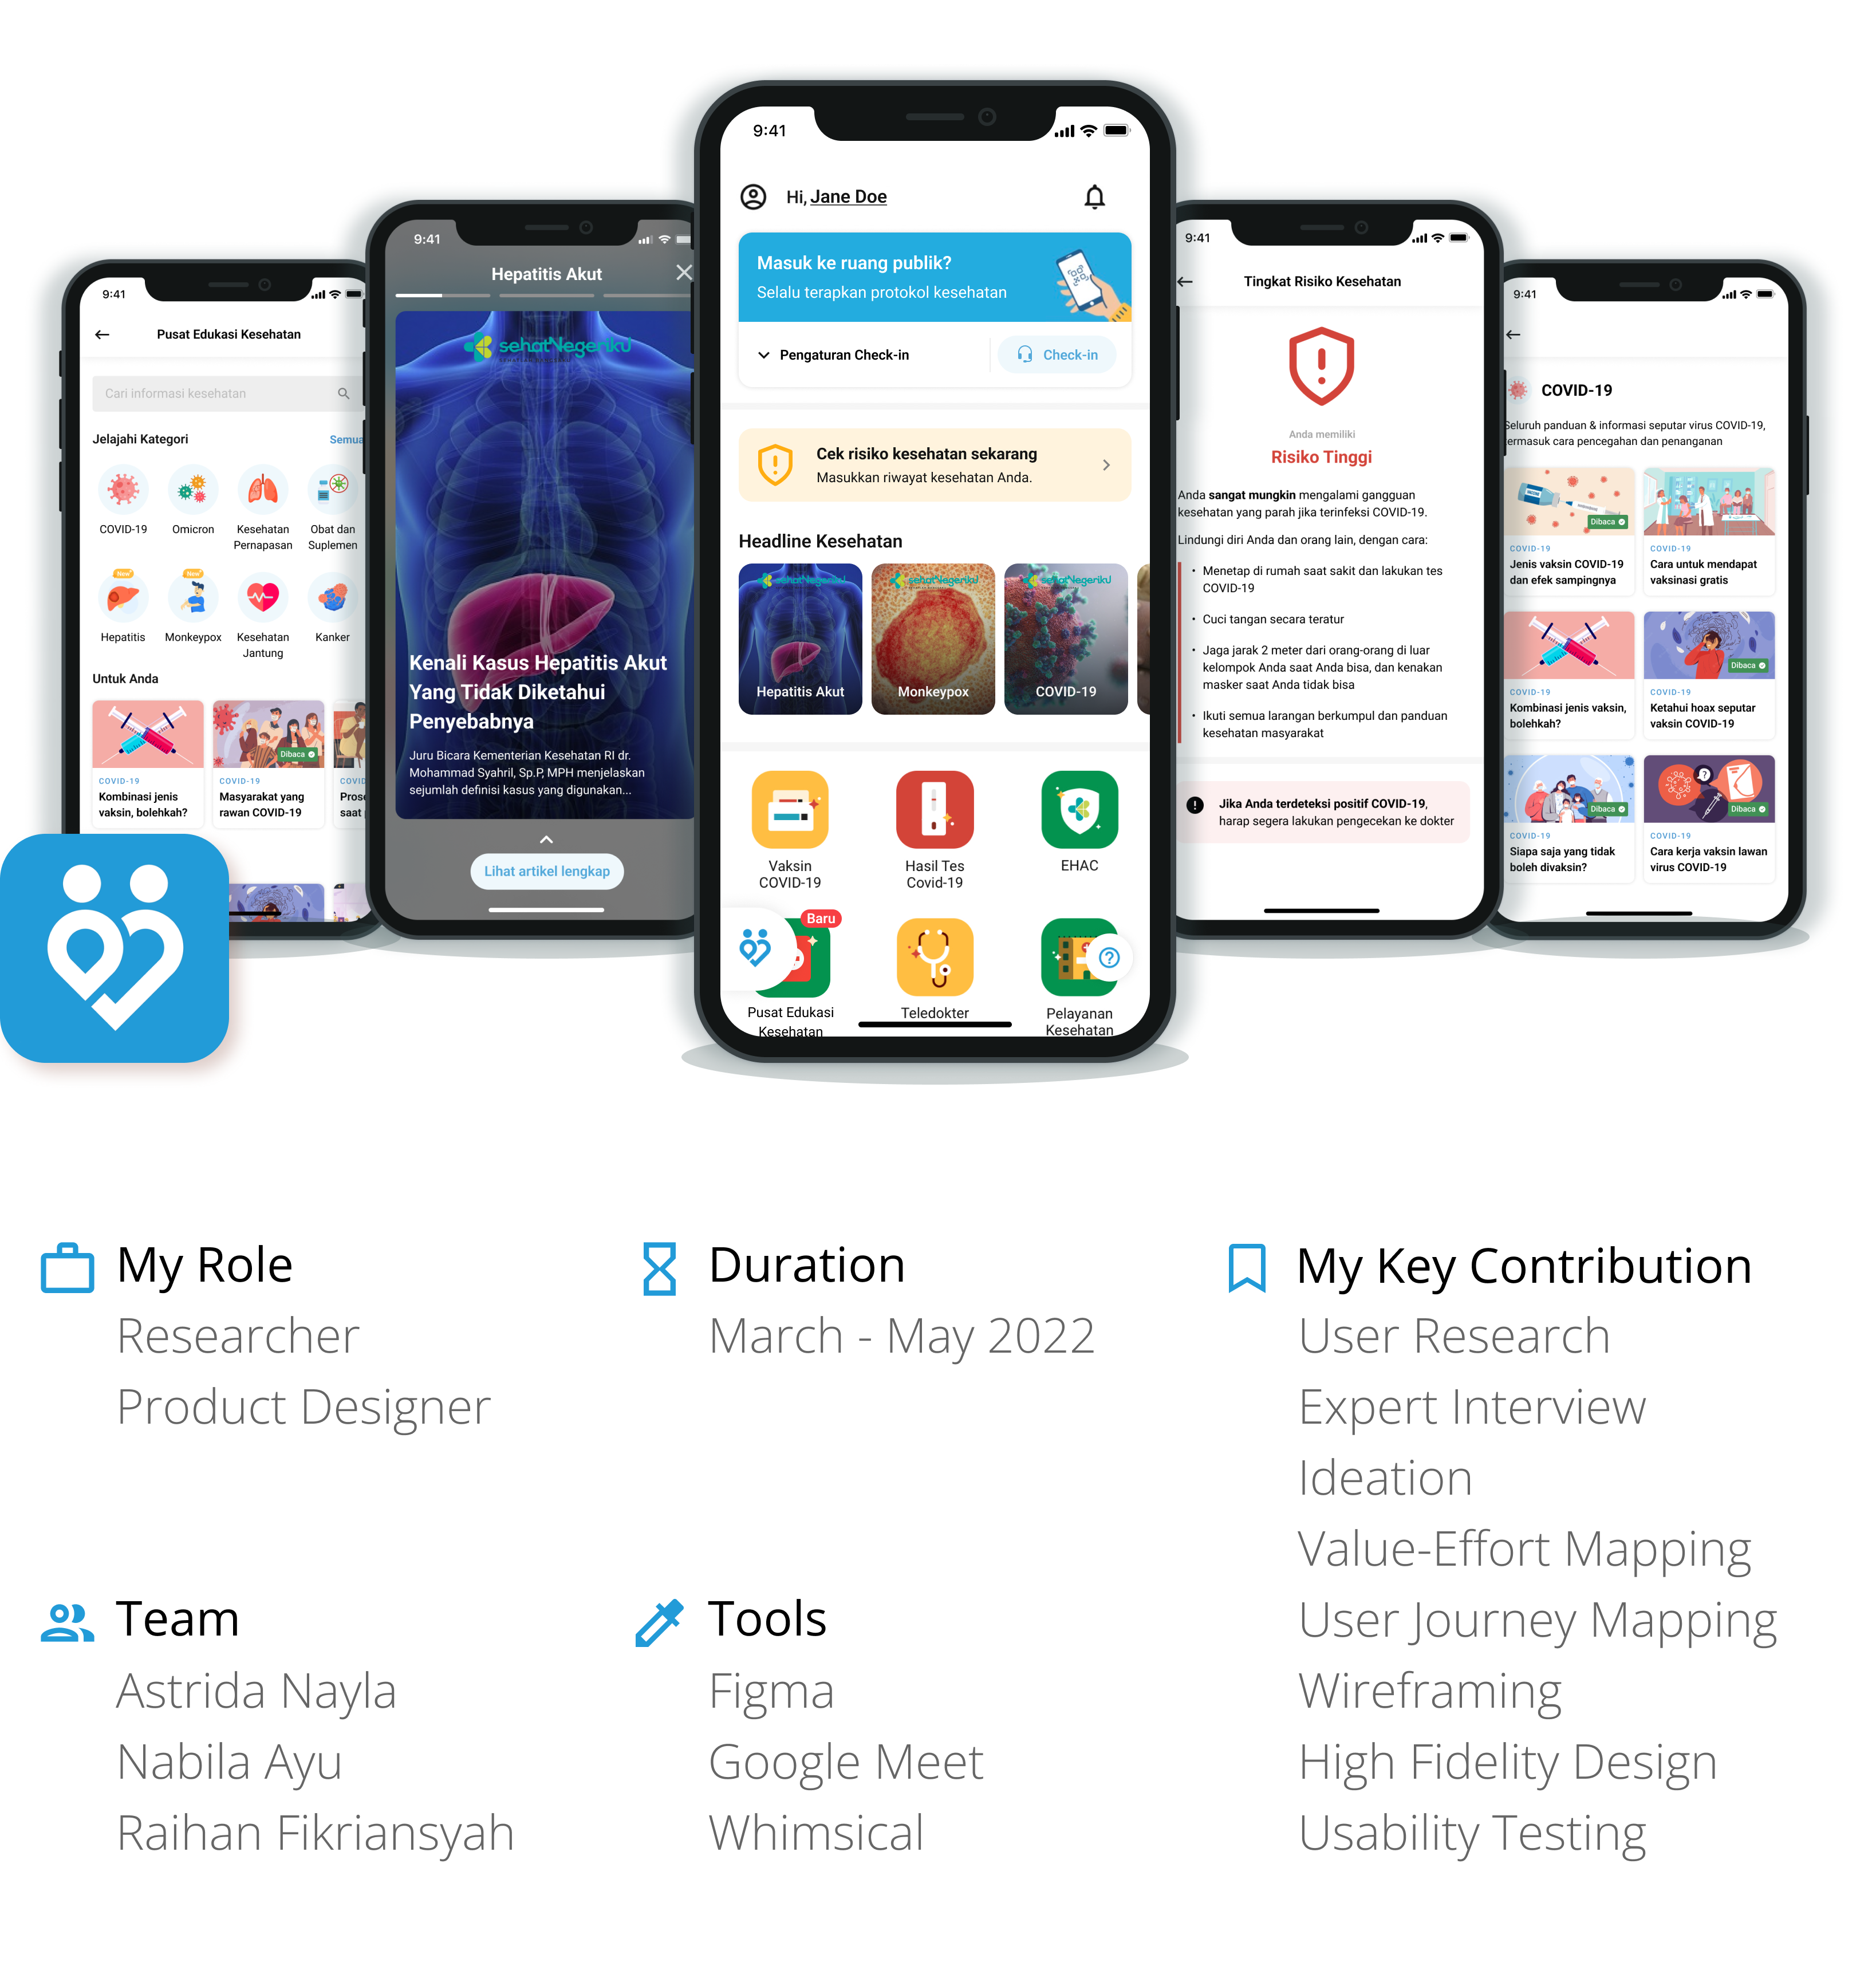 9:41
Pusat Edukasi Kesehatan
Cari informasi kesehatan
Jelajahi Kategori
Semua
COVID-19
Omicron
Kesehatan
Pernapasan
Obat dan
Suplemen
New
New
Hepatitis
Monkeypox
Kesehatan
Jantung
Kanker
Untuk Anda
Dibaca
COVID-19
Kombinasi jenis
vaksin, bolehkah?
COVID-19
Masyarakat yang
rawan COVID-19
9:41
Hepatitis Akut
sehatNegeriku
Kenali Kasus Hepatitis Akut
Yang Tidak Diketahui
Penyebabnya
Juru Bicara Kementerian Kesehatan RI dr.
Mohammad Syahril, Sp.P, MPH menjelaskan
sejumlah definisi kasus yang digunakan...
Lihat artikel lengkap
9:41
Hi, Jane Doe
Masuk ke ruang publik?
Selalu terapkan protokol kesehatan
Pengaturan Check-in
Check-in
Cek risiko kesehatan sekarang
Masukkan riwayat kesehatan Anda.
Headline Kesehatan
sehatNegeriku
sehatNegeriku
sehatNegeriku
Hepatitis Akut
Monkeypox
COVID-19
Vaksin
COVID-19
Hasil Tes
Covid-19
EHAC
Baru
Pusat Edukasi
Kesehatan
Teledokter
Pelayanan
Kesehatan
9:41
Tingkat Risiko Kesehatan
Anda memiliki
Risiko Tinggi
Anda sangat mungkin mengalami gangguan
kesehatan yang parah jika terinfeksi COVID-19.
Lindungi diri Anda dan orang lain, dengan cara:
• Menetap di rumah saat sakit dan lakukan tes
COVID-19
• Cuci tangan secara teratur
• Jaga jarak 2 meter dari orang-orang di luar
kelompok Anda saat Anda bisa, dan kenakan
masker saat Anda tidak bisa
• Ikuti semua larangan berkumpul dan panduan
kesehatan masyarakat
Jika Anda terdeteksi positif COVID-19,
harap segera lakukan pengecekan ke dokter
9:41
COVID-19
Seluruh panduan & informasi seputar virus COVID-19,
termasuk cara pencegahan dan penanganan
Dibaca
COVID-19
Jenis vaksin COVID-19
dan efek sampingnya
COVID-19
Cara untuk mendapat
vaksinasi gratis
COVID-19
Kombinasi jenis vaksin,
bolehkah?
Dibaca
COVID-19
Ketahui hoax seputar
vaksin COVID-19
Dibaca
COVID-19
Siapa saja yang tidak
boleh divaksin?
Dibaca
COVID-19
Cara kerja vaksin lawan
virus COVID-19
My Role
Researcher
Product Designer
Duration
March - May 2022
My Key Contribution
User Research
Expert Interview
Ideation
Value-Effort Mapping
User Journey Mapping
Wireframing
High Fidelity Design
Usability Testing
Team
Astrida Nayla
Nabila Ayu
Raihan Fikriansyah
Tools
Figma
Google Meet
Whimsical